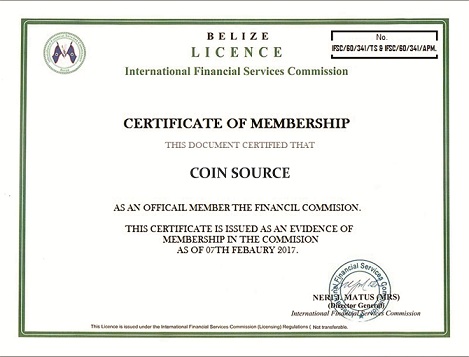 BELIZE
LICENCE
International Financial Services Commission
No.
IFSC/60/341/TS & IFSC/60/341/APM.
CERTIFICATE OF MEMBERSHIP
THIS DOCUMENT CERTIFIED THAT
COIN SOURCE
AS AN OFFICAIL MEMBER THE FINANCIL COMMISION.
THIS CERTIFICATE IS ISSUED AS AN EVIDENCE OF
MEMBERSHIP IN THE COMMISION
AS OF 07TH FEBAURY 2017.
Financial Services
NERI J. MATUS (MRS)
(Director General)
International Financial Services Commission
This Licence is issued under the International Financial Services Commission (Licensing) Regulations ( Not transferable.